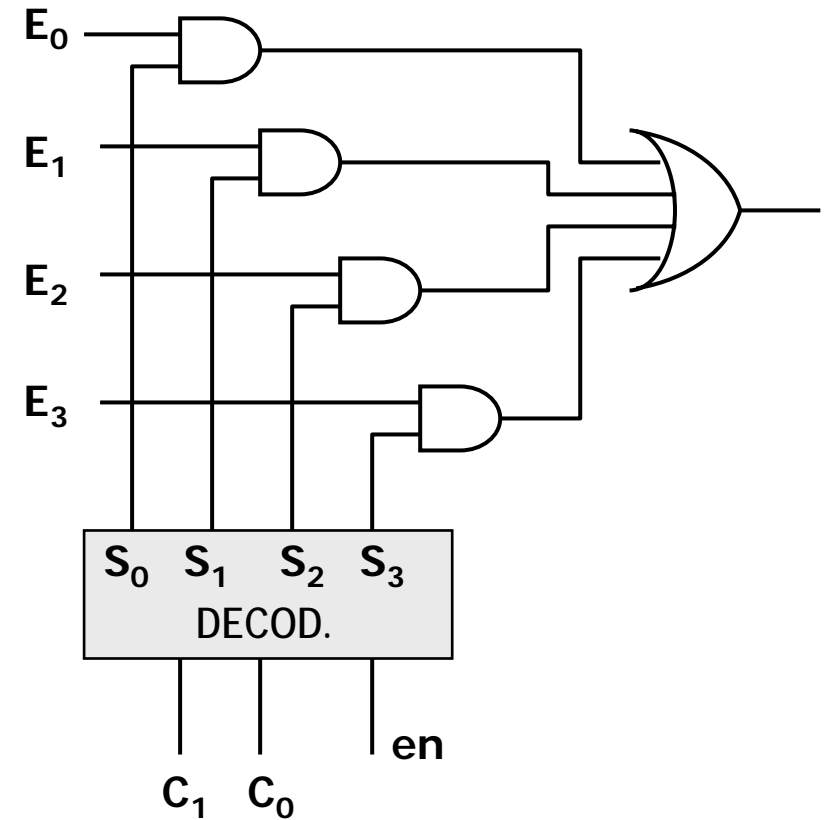 E₀
E₁
E₂
E₃
S₀ S₁ S₂ S₃
DECOD.
en
C₁ C₀